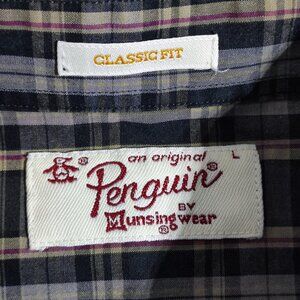 CLASSIC FIT
an original L
Penguin®
BY
Munsingwear
®